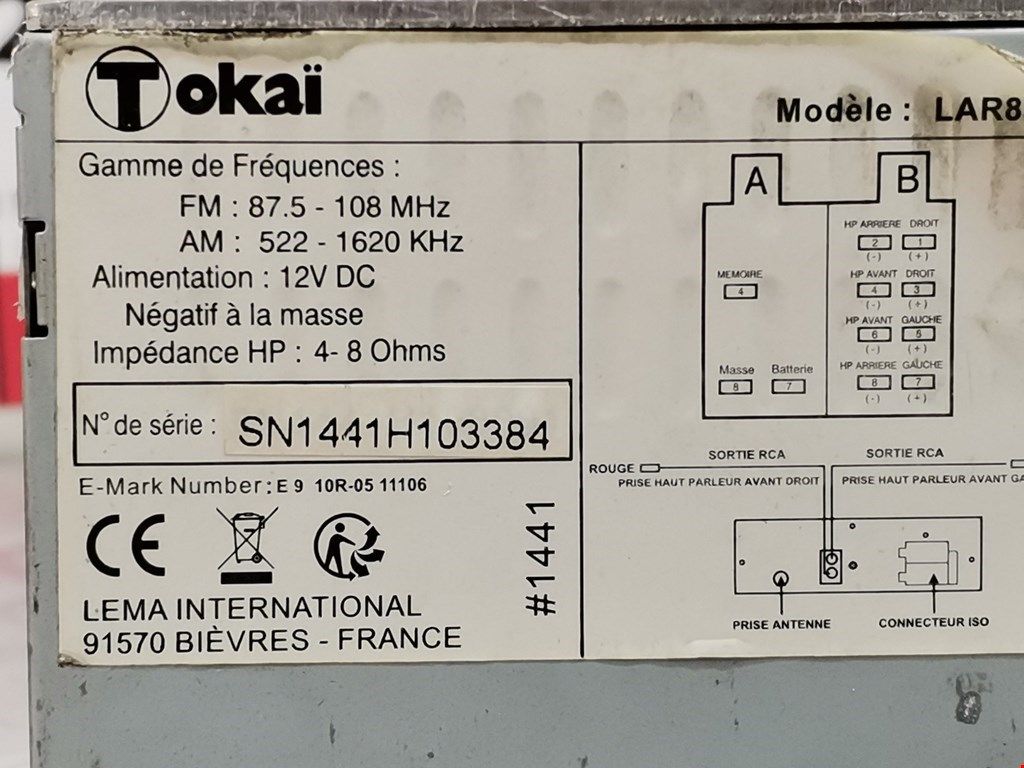 Tokaï
Modèle : LAR8
Gamme de Fréquences :
FM : 87.5 - 108 MHz
AM : 522 - 1620 KHz
Alimentation : 12V DC
Négatif à la masse
Impédance HP : 4- 8 Ohms
N° de série : SN1441H103384
E-Mark Number: E 9 10R-05 11106
CE
LEMA INTERNATIONAL
91570 BIÈVRES - FRANCE
#1441
A B
HP ARRIERE DROIT
2 1
(-) (+)
MEMOIRE
4
HP AVANT DROIT
4 3
(-) (+)
HP AVANT GAUCHE
6 5
(-) (+)
Masse Batterie
8 7
HP ARRIERE GAUCHE
8 7
(-) (+)
SORTIE RCA SORTIE RCA
ROUGE
PRISE HAUT PARLEUR AVANT DROIT PRISE HAUT PARLEUR AVANT GA
PRISE ANTENNE CONNECTEUR ISO